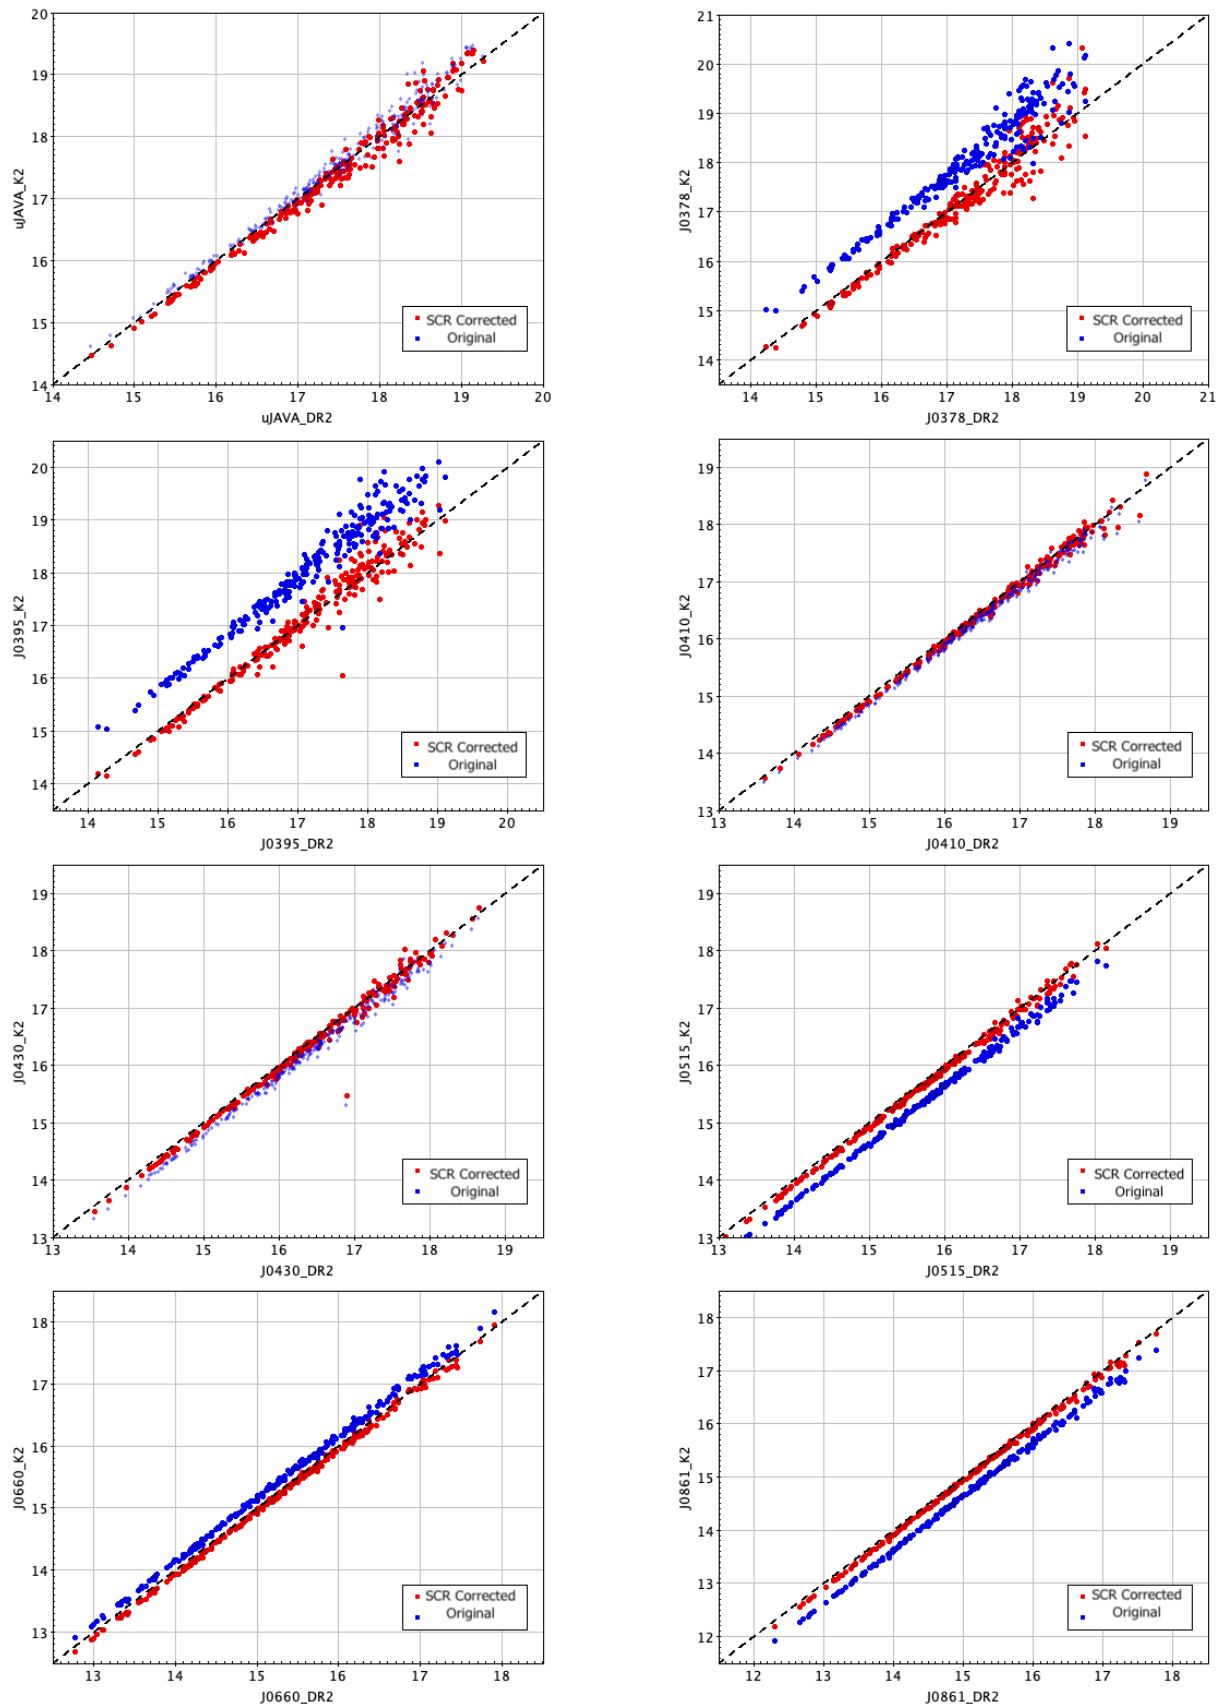 20
19
18
17
16
15
14
14 15 16 17 18 19 20
uJAVA_K2
uJAVA_DR2
SCR Corrected
Original
21
20
19
18
17
16
15
14
14 15 16 17 18 19 20 21
J0378_K2
J0378_DR2
SCR Corrected
Original
20
19
18
17
16
15
14
14 15 16 17 18 19 20
J0395_K2
J0395_DR2
SCR Corrected
Original
19
18
17
16
15
14
13
13 14 15 16 17 18 19
J0410_K2
J0410_DR2
SCR Corrected
Original
19
18
17
16
15
14
13
13 14 15 16 17 18 19
J0430_K2
J0430_DR2
SCR Corrected
Original
19
18
17
16
15
14
13
13 14 15 16 17 18 19
J0515_K2
J0515_DR2
SCR Corrected
Original
18
17
16
15
14
13
13 14 15 16 17 18
J0660_K2
J0660_DR2
SCR Corrected
Original
18
17
16
15
14
13
12
12 13 14 15 16 17 18
J0861_K2
J0861_DR2
SCR Corrected
Original